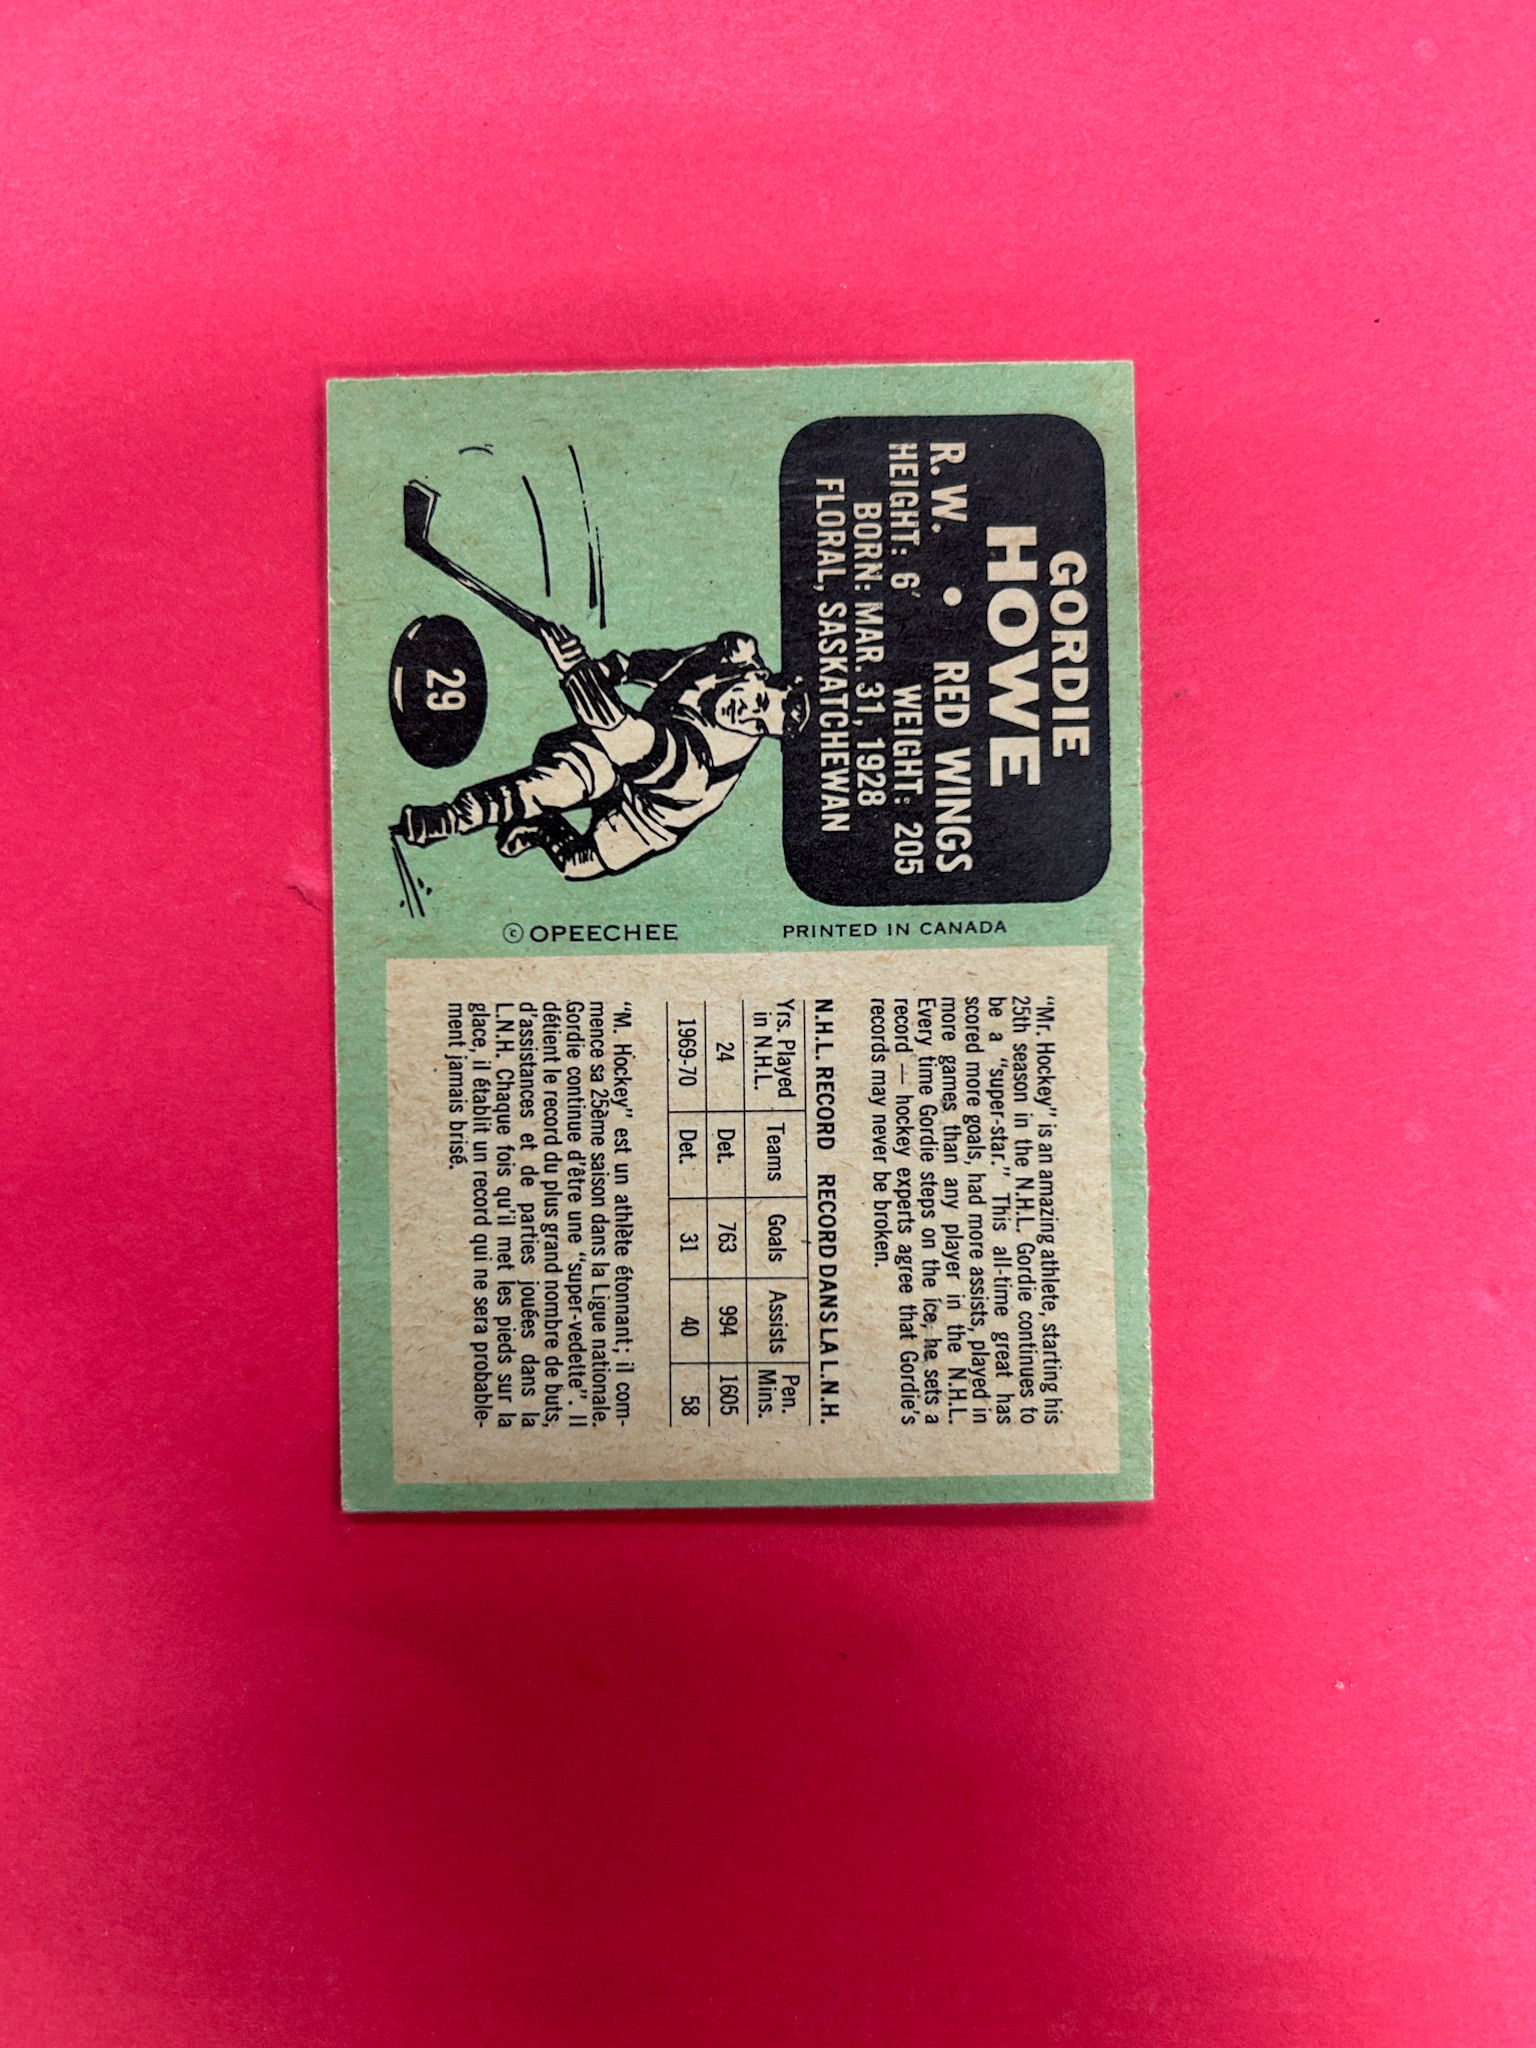 GORDIE
HOWE
R. W. • RED WINGS
HEIGHT: 6' WEIGHT: 205
BORN: MAR. 31, 1928
FLORAL, SASKATCHEWAN
29
© OPEECHEE
PRINTED IN CANADA
"Mr. Hockey" is an amazing athlete, starting his
25th season in the N.H.L. Gordie continues to
be a "super-star." This all-time great has
scored more goals, had more assists, played in
more games than any player in the N.H.L.
Every time Gordie steps on the ice, he sets a
record — hockey experts agree that Gordie's
records may never be broken.
N.H.L. RECORD RECORD DANS LA L.N.H.
Yrs. Played in N.H.L. Teams Goals Assists Pen. Mins.
24 Det. 763 994 1605
1969-70 Det. 31 40 58
"M. Hockey" est un athlète étonnant; il com-
mence sa 25ème saison dans la Ligue nationale.
Gordie continue d'être une "super-vedette". Il
détient le record du plus grand nombre de buts,
d'assistances et de parties jouées dans la
L.N.H. Chaque fois qu'il met les pieds sur la
glace, il établit un record qui ne sera probable-
ment jamais brisé.